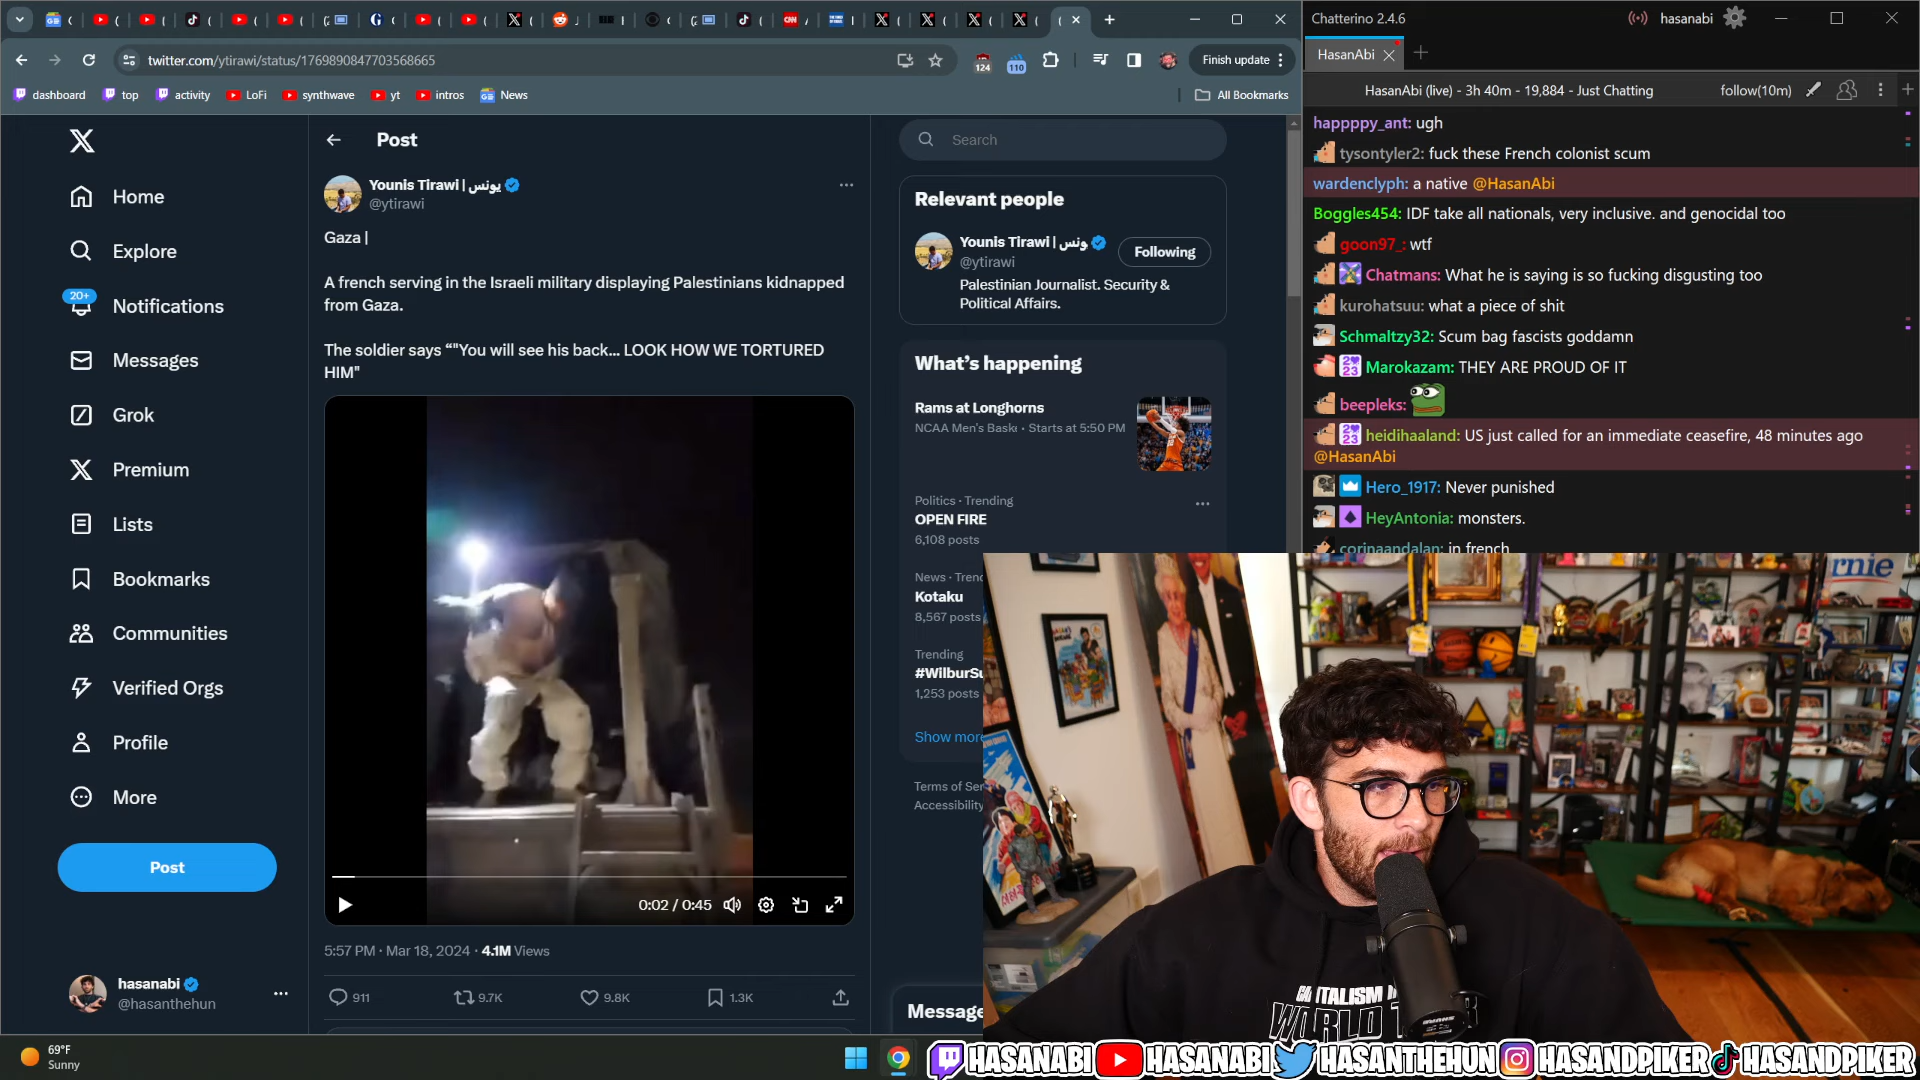 twitter.com/ytirawi/status/1769890847703568665
124
110
Finish update
dashboard
top
activity
LoFi
synthwave
yt
intros
News
All Bookmarks
Home
Explore
20+
Notifications
Messages
Grok
Premium
Lists
Bookmarks
Communities
Verified Orgs
Profile
More
Post
hasanabi
@hasanthehun
Post
Younis Tirawi | يونس
@ytirawi
Gaza |
A french serving in the Israeli military displaying Palestinians kidnapped
from Gaza.
The soldier says “"You will see his back... LOOK HOW WE TORTURED
HIM"
0:02 / 0:45
5:57 PM · Mar 18, 2024 · 4.1M Views
911
9.7K
9.8K
1.3K
Search
Relevant people
Younis Tirawi |
@ytirawi
Following
Palestinian Journalist. Security &
Political Affairs.
What’s happening
Rams at Longhorns
NCAA Men's · Starts at 5:50 PM
Politics · Trending
OPEN FIRE
6,108 posts
News
Kotaku
8,567 posts
Trending
1,253 posts
Show
Terms of
Accessibility
Chatterino 2.4.6
hasanabi
HasanAbi
HasanAbi (live) - 3h 40m - 19,884 - Just Chatting
follow(10m)
happppy_ant: ugh
tysontyler2: fuck these French colonist scum
wardenclyph: a native @HasanAbi
Boggles454: IDF take all nationals, very inclusive. and genocidal too
goon97_: wtf
Chatmans: What he is saying is so fucking disgusting too
kurohatsuu: what a piece of shit
Schmaltzy32: Scum bag fascists goddamn
Marokazam: THEY ARE PROUD OF IT
beepleks:
heidihaaland: US just called for an immediate ceasefire, 48 minutes ago
@HasanAbi
Hero_1917: Never punished
HeyAntonia: monsters.
corinaandalan: in french
69°F
Sunny
HASANABI
HASANABI
HASANTHEHUN
HASANDPIKER
HASANDPIKER